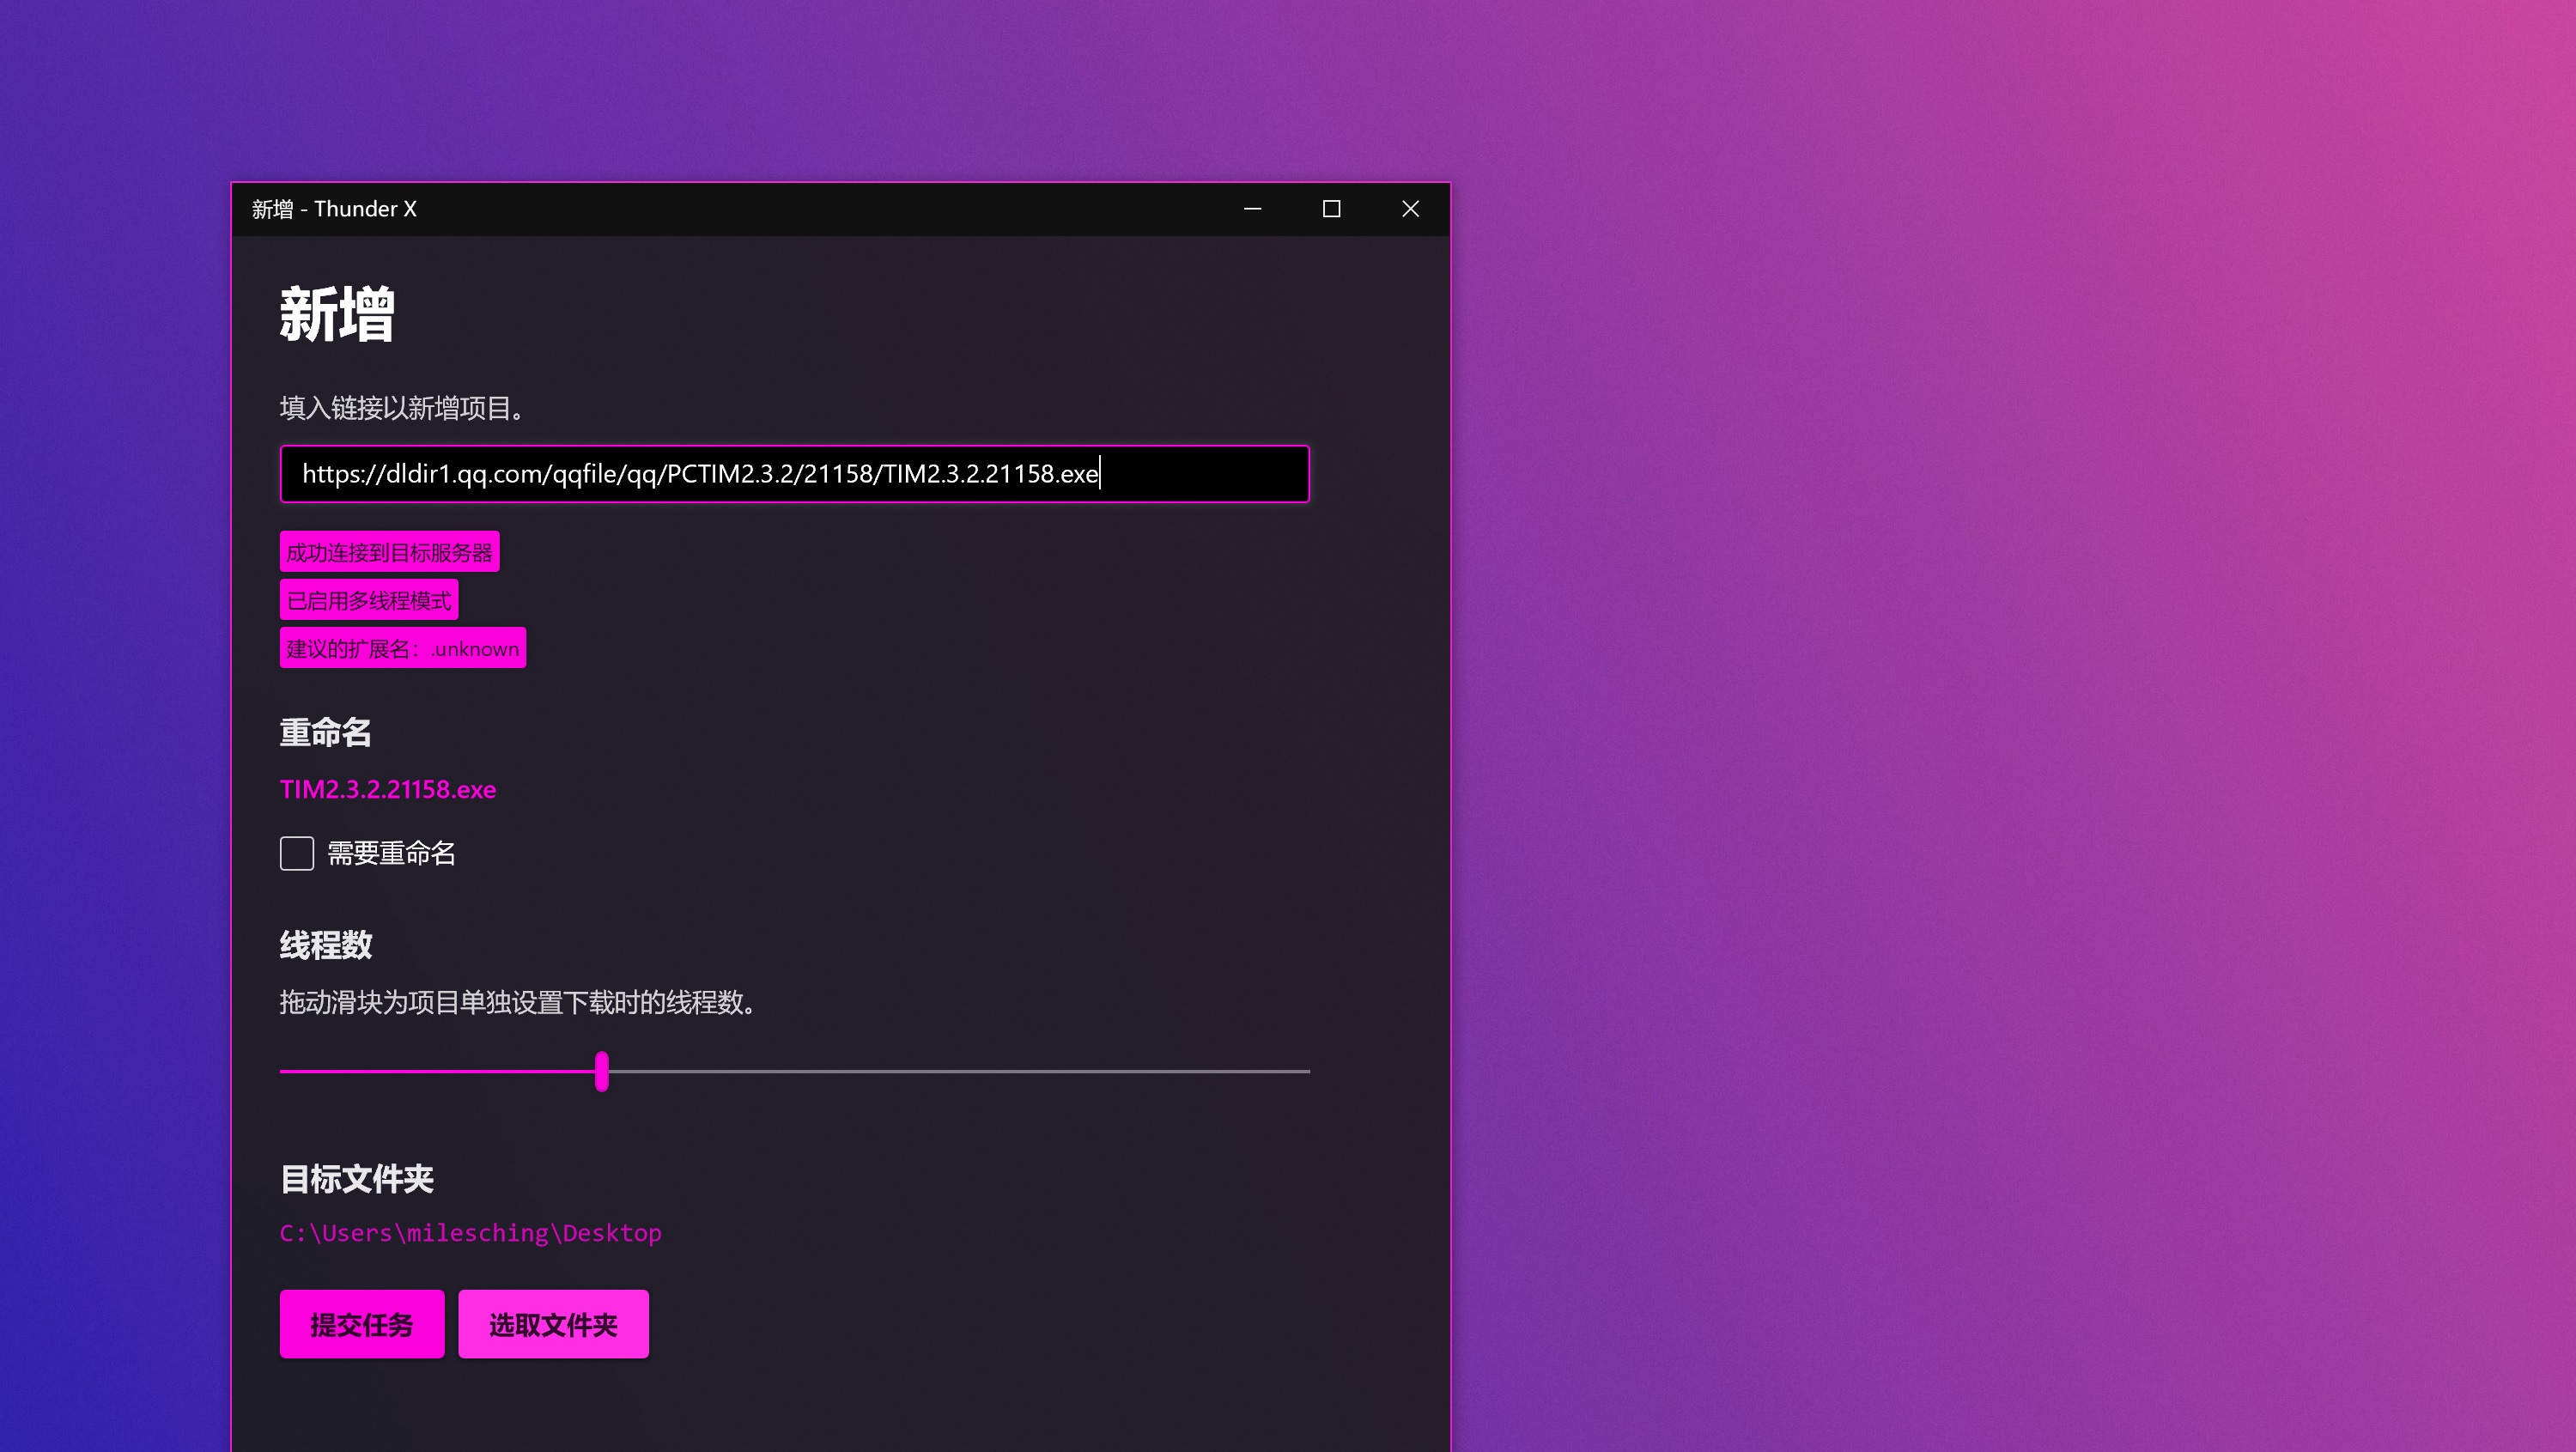 新增 - Thunder X
新增
填入链接以新增项目。
https://dldir1.qq.com/qqfile/qq/PCTIM2.3.2/21158/TIM2.3.2.21158.exe
成功连接到目标服务器
已启用多线程模式
建议的扩展名：.unknown
重命名
TIM2.3.2.21158.exe
需要重命名
线程数
拖动滑块为项目单独设置下载时的线程数。
目标文件夹
C:\Users\milesching\Desktop
提交任务 选取文件夹